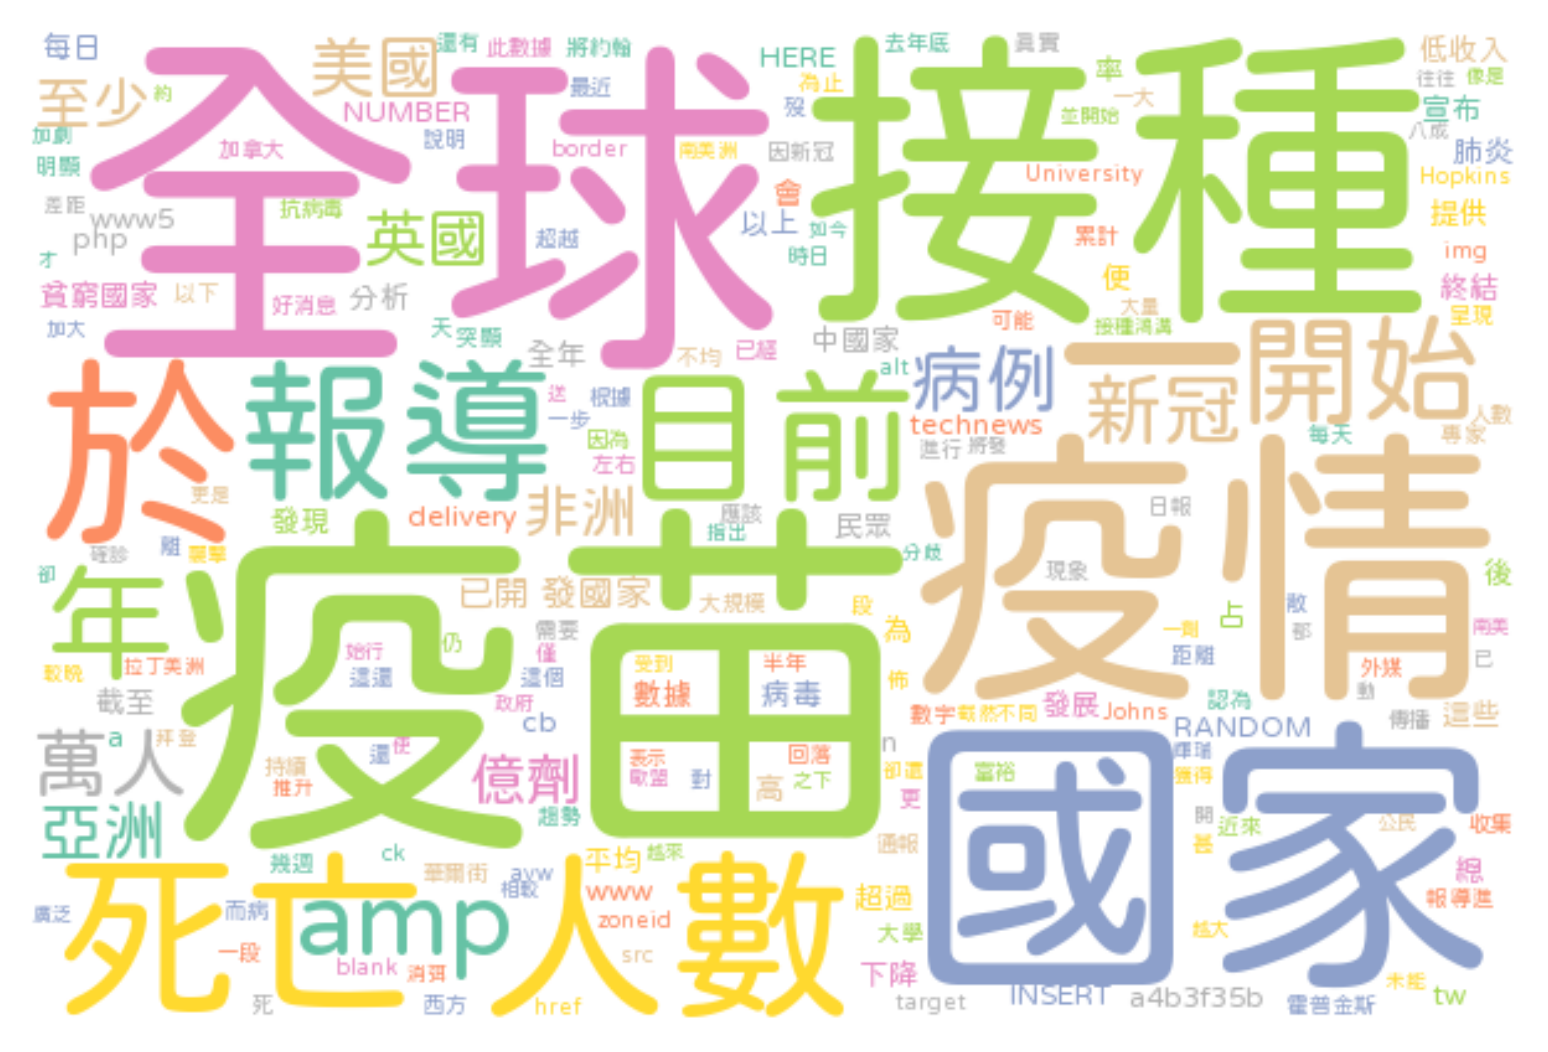 每日
全球
美國
還有
此數據
將約翰
HERE
去年底
真實
接種
低收入
至少
約
NUMBER
最近
歿
為止
率
一大
往往
像是
宣布
加劇
加拿大
說明
border
南美洲
因新冠
並開始
八成
肺炎
明顯
University
Hopkins
差距
www5
抗病毒
英國
會
以上
如今
提供
php
超越
時日
累計
img
才
貧窮國家
以下
好消息
分析
便
大量
終結
加大
天
突顯
全年
不均
已經
中國家
可能
接種鴻溝
呈現
於
報導
送
根據
目前
alt
病例
一
新冠
開始
一步
因為
technews
人數
每天
專家
左右
進行
將發
更是
發現
delivery
非洲
應該
指出
民眾
日報
疫情
確診
離
襲擊
分歧
卻
年
疫苗
已開
發國家
大規模
段
為
現象
占
散
都
後
需要
僅
仍
始行
這還
這個
一劑
距離
南美
已
外媒
動
較晚
拉丁美洲
受到
半年
數據
病毒
佈
截至
政府
cb
數字
截然不同
發展
Johns
認為
傳播
這些
RANDOM
萬人
a
拜登
還
便
n
輝瑞
表示
歐盟
對
回落
之下
高
卻還
更
富裕
獲得
國家
持續
推升
億劑
趨勢
亞洲
開
近來
公民
收集
幾週
ck
華爾街
avw
相較
平均
越來
通報
甚
總
死亡
人數
amp
www
zoneid
超過
報導進
廣泛
而病
大學
越大
一段
blank
消弭
src
下降
未能
死
西方
href
target
INSERT
a4b3f35b
霍普金斯
tw